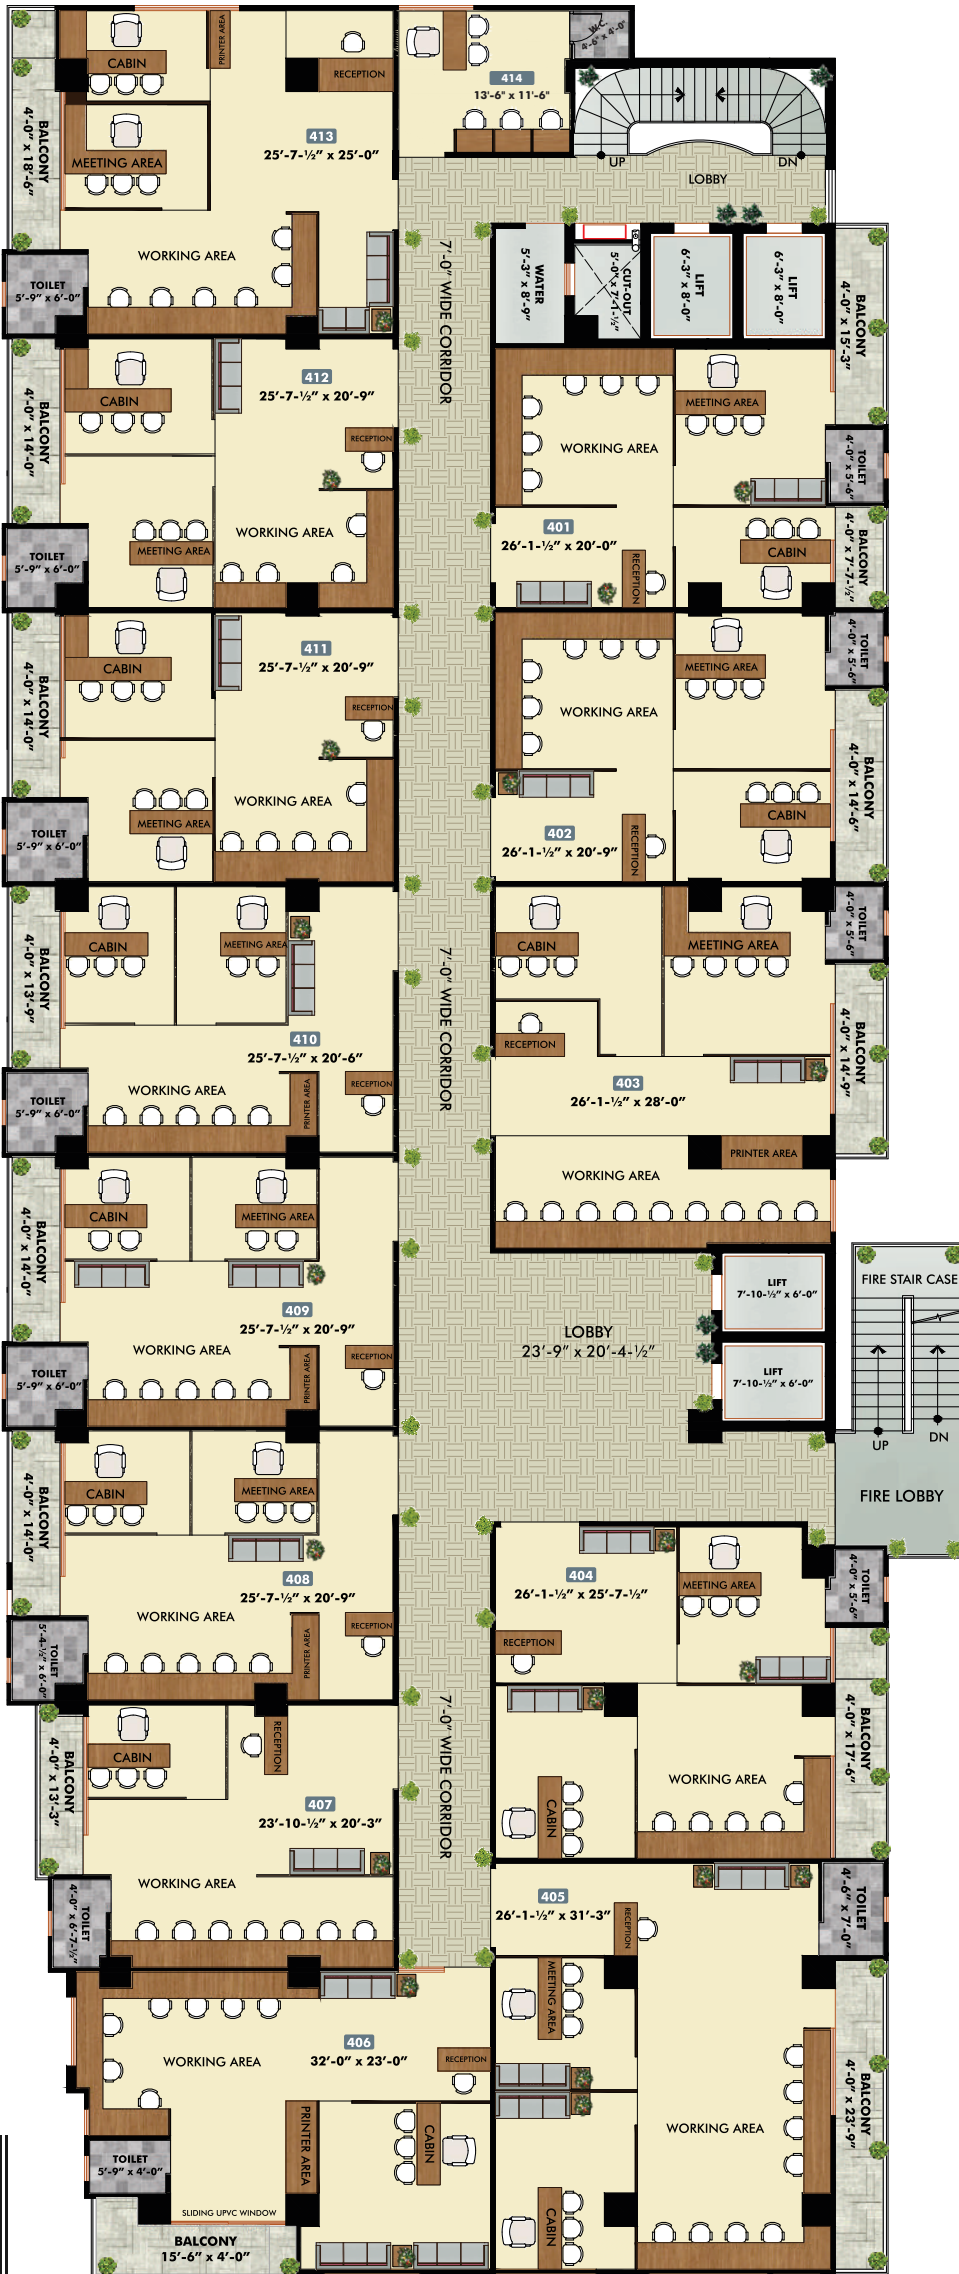 W.C.
4'-6" x 4'-0"
414
13'-6" x 11'-6"
UP
DN
LOBBY
CABIN
PRINTER AREA
RECEPTION
MEETING AREA
413
25'-7-½" x 25'-0"
WORKING AREA
BALCONY
4'-0" x 18'-6"
TOILET
5'-9" x 6'-0"
7'-0" WIDE CORRIDOR
WATER
5'-3" x 8'-9"
CUT-OUT
5'-0" x 7'-1-½"
LIFT
6'-3" x 8'-0"
LIFT
6'-3" x 8'-0"
BALCONY
4'-0" x 15'-3"
412
25'-7-½" x 20'-9"
CABIN
RECEPTION
WORKING AREA
MEETING AREA
BALCONY
4'-0" x 14'-0"
TOILET
5'-9" x 6'-0"
WORKING AREA
MEETING AREA
TOILET
4'-0" x 5'-6"
401
26'-1-½" x 20'-0"
RECEPTION
CABIN
BALCONY
4'-0" x 7'-7-½"
411
25'-7-½" x 20'-9"
CABIN
RECEPTION
WORKING AREA
MEETING AREA
BALCONY
4'-0" x 14'-0"
TOILET
5'-9" x 6'-0"
TOILET
4'-0" x 5'-6"
MEETING AREA
WORKING AREA
BALCONY
4'-0" x 14'-6"
402
26'-1-½" x 20'-9"
RECEPTION
CABIN
CABIN
MEETING AREA
BALCONY
4'-0" x 13'-9"
410
25'-7-½" x 20'-6"
WORKING AREA
PRINTER AREA
RECEPTION
TOILET
5'-9" x 6'-0"
7'-0" WIDE CORRIDOR
CABIN
MEETING AREA
TOILET
4'-0" x 5'-6"
RECEPTION
403
26'-1-½" x 28'-0"
BALCONY
4'-0" x 14'-9"
PRINTER AREA
WORKING AREA
CABIN
MEETING AREA
BALCONY
4'-0" x 14'-0"
409
25'-7-½" x 20'-9"
WORKING AREA
PRINTER AREA
RECEPTION
TOILET
5'-9" x 6'-0"
LOBBY
23'-9" x 20'-4-½"
LIFT
7'-10-½" x 6'-0"
LIFT
7'-10-½" x 6'-0"
FIRE STAIR CASE
UP
DN
FIRE LOBBY
CABIN
MEETING AREA
BALCONY
4'-0" x 14'-0"
408
25'-7-½" x 20'-9"
WORKING AREA
PRINTER AREA
RECEPTION
TOILET
5'-4-½" x 6'-0"
404
26'-1-½" x 25'-7-½"
MEETING AREA
TOILET
4'-0" x 5'-6"
RECEPTION
WORKING AREA
CABIN
BALCONY
4'-0" x 17'-6"
7'-0" WIDE CORRIDOR
CABIN
RECEPTION
BALCONY
4'-0" x 13'-3"
407
23'-10-½" x 20'-3"
WORKING AREA
TOILET
4'-0" x 6'-7-½"
405
26'-1-½" x 31'-3"
RECEPTION
TOILET
4'-6" x 7'-0"
MEETING AREA
WORKING AREA
CABIN
BALCONY
4'-0" x 23'-9"
406
32'-0" x 23'-0"
WORKING AREA
RECEPTION
PRINTER AREA
CABIN
TOILET
5'-9" x 4'-0"
SLIDING UPVC WINDOW
BALCONY
15'-6" x 4'-0"